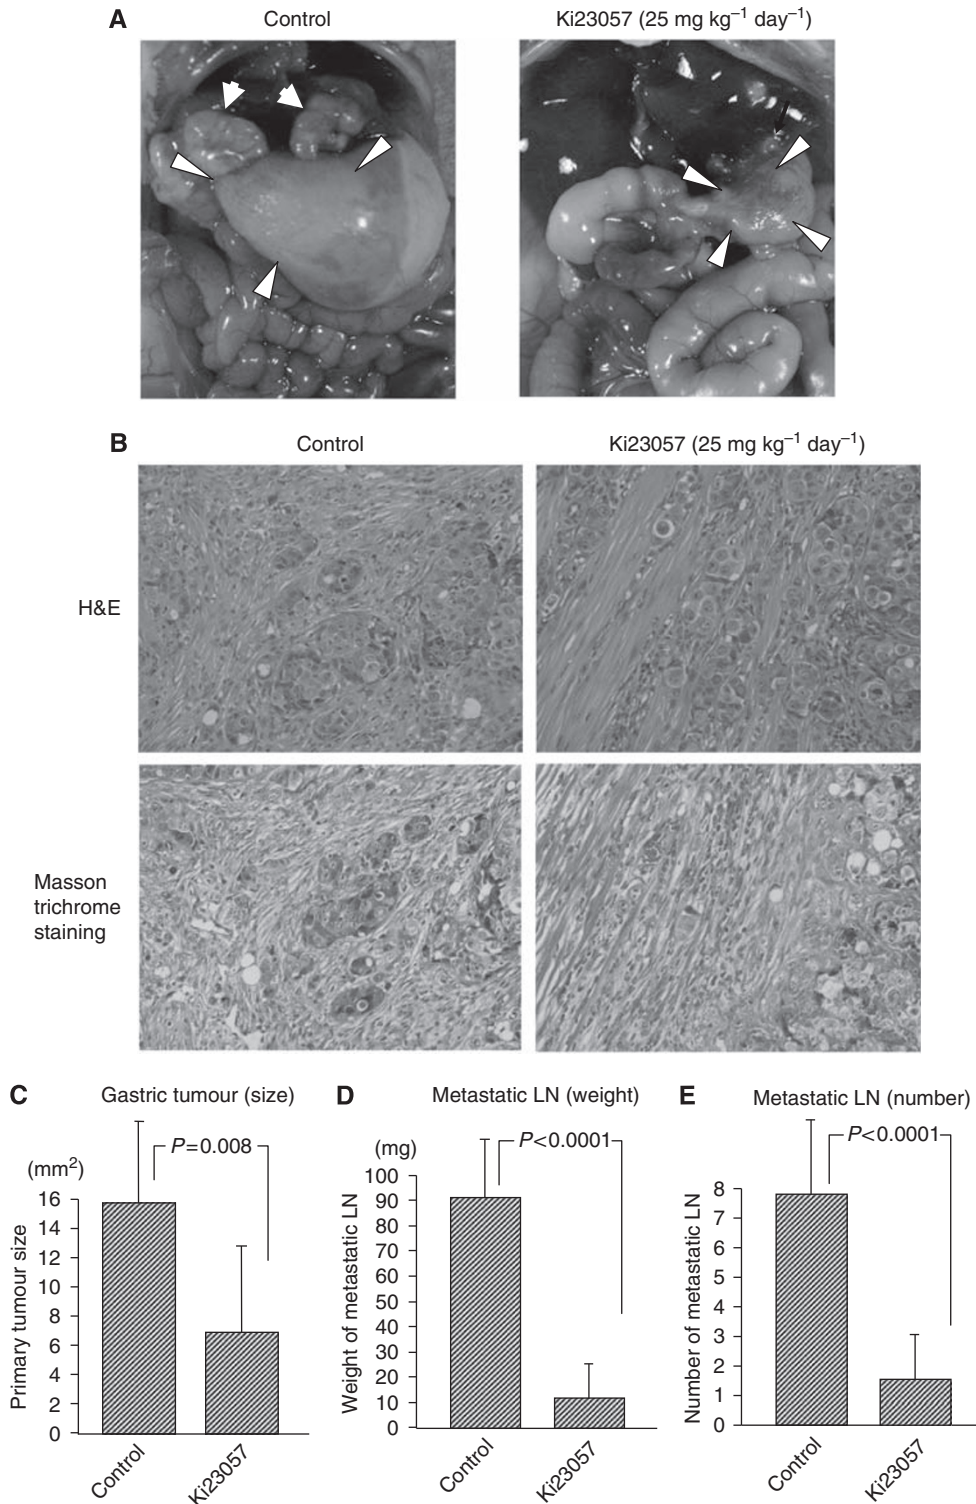 A
Control
Ki23057 (25 mg kg⁻¹ day⁻¹)
B
Control
Ki23057 (25 mg kg⁻¹ day⁻¹)
H&E
Masson
trichrome
staining
C
Gastric tumour (size)
(mm²)
P=0.008
16
14
12
10
8
6
4
2
0
Primary tumour size
Control
Ki23057
D
Metastatic LN (weight)
(mg)
P<0.0001
100
90
80
70
60
50
40
30
20
10
0
Weight of metastatic LN
Control
Ki23057
E
Metastatic LN (number)
P<0.0001
8
7
6
5
4
3
2
1
0
Number of metastatic LN
Control
Ki23057